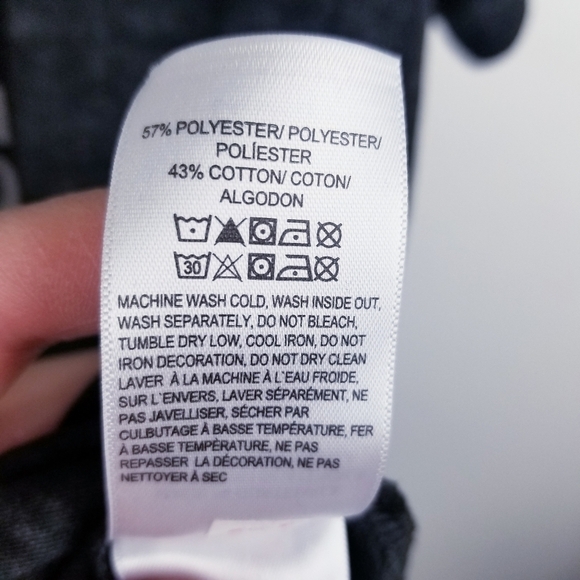 57% POLYESTER/ POLYESTER/
POLÍESTER
43% COTTON/ COTON/
ALGODON
30
MACHINE WASH COLD, WASH INSIDE OUT,
WASH SEPARATELY, DO NOT BLEACH,
TUMBLE DRY LOW, COOL IRON, DO NOT
IRON DECORATION, DO NOT DRY CLEAN
LAVER À LA MACHINE À L`EAU FROIDE,
SUR L`ENVERS, LAVER SÉPARÉMENT, NE
PAS JAVELLISER, SÉCHER PAR
CULBUTAGE À BASSE TEMPÉRATURE, FER
À BASSE TEMPÉRATURE, NE PAS
REPASSER LA DÉCORATION, NE PAS
NETTOYER À SEC